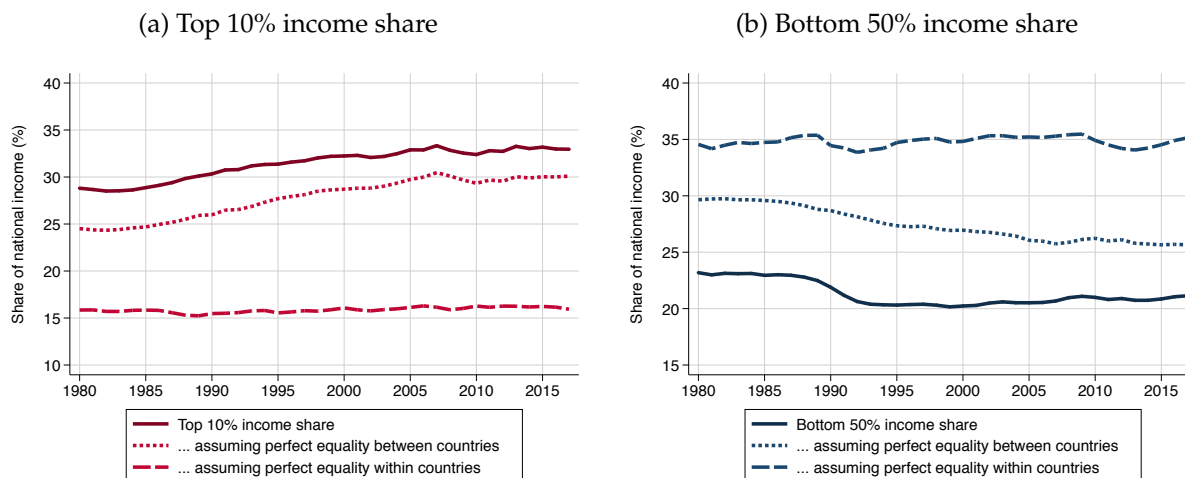 (a) Top 10% income share
Share of national income (%)
40
35
30
25
20
15
10
1980 1985 1990 1995 2000 2005 2010 2015
Top 10% income share
... assuming perfect equality between countries
... assuming perfect equality within countries
(b) Bottom 50% income share
Share of national income (%)
40
35
30
25
20
15
1980 1985 1990 1995 2000 2005 2010 2015
Bottom 50% income share
... assuming perfect equality between countries
... assuming perfect equality within countries